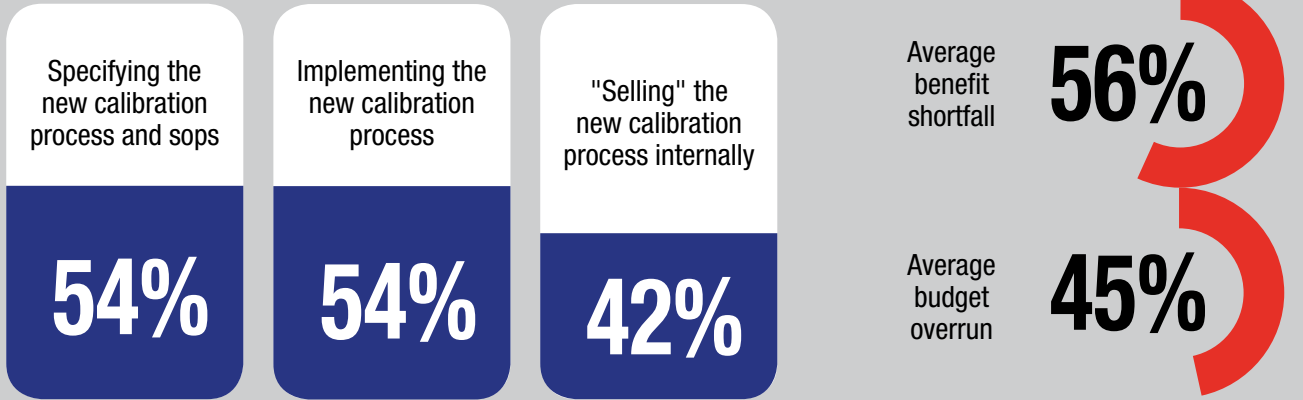 Specifying the
new calibration
process and sops
54%
Implementing the
new calibration
process
54%
"Selling" the
new calibration
process internally
42%
Average
benefit
shortfall
56%
Average
budget
overrun
45%